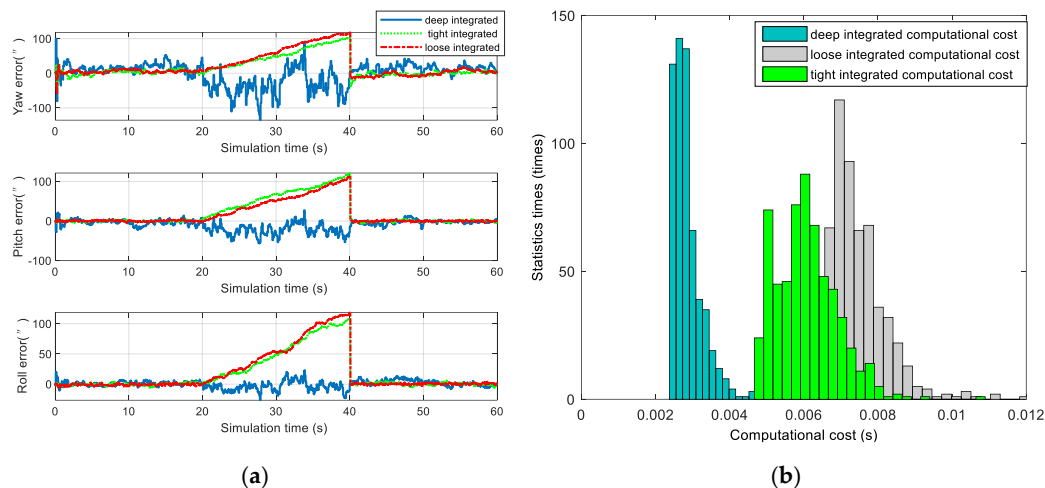 deep integrated
tight integrated
loose integrated
100
0
-100
Yaw error(″)
0 10 20 30 40 50 60
Simulation time (s)
100
0
-100
Pitch error(″)
0 10 20 30 40 50 60
Simulation time (s)
100
50
0
Roll error(″)
0 10 20 30 40 50 60
Simulation time (s)
(a)
deep integrated computational cost
loose integrated computational cost
tight integrated computational cost
150
100
50
0
Statistics times (times)
0 0.002 0.004 0.006 0.008 0.01 0.012
Computational cost (s)
(b)